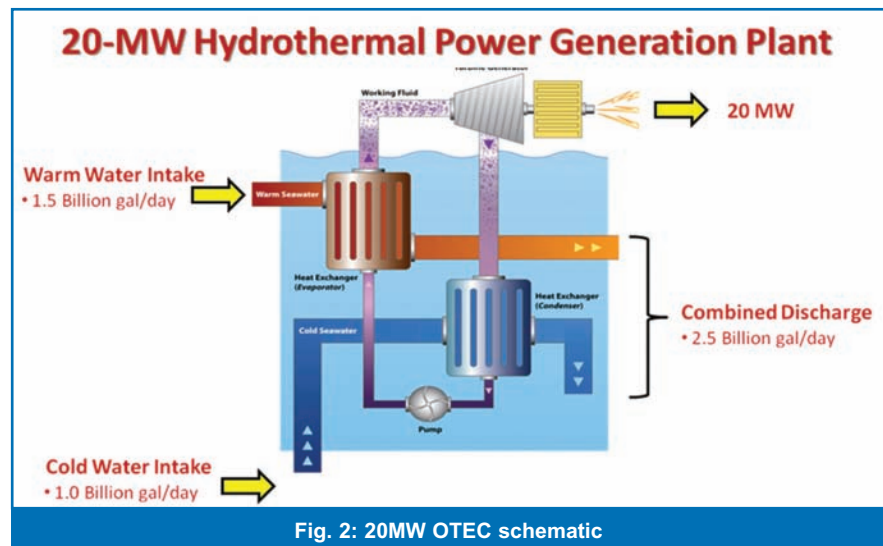 20-MW Hydrothermal Power Generation Plant
Working Fluid
20 MW
Warm Water Intake
• 1.5 Billion gal/day
Warm Seawater
Heat Exchanger
(Evaporator)
Heat Exchanger
(Condenser)
Combined Discharge
• 2.5 Billion gal/day
Cold Seawater
Pump
Cold Water Intake
• 1.0 Billion gal/day
Fig. 2: 20MW OTEC schematic